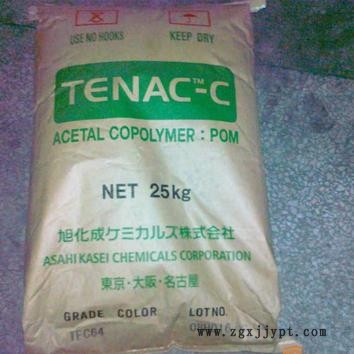 USE NO HOOKS
KEEP DRY
TENAC™-C
ACETAL COPOLYMER : POM
NET 25kg
旭化成ケミカルズ株式会社
ASAHI KASEI CHEMICALS CORPORATION
東京・大阪・名古屋
GRADE COLOR LOTNO.
www.zgxjjypt.com